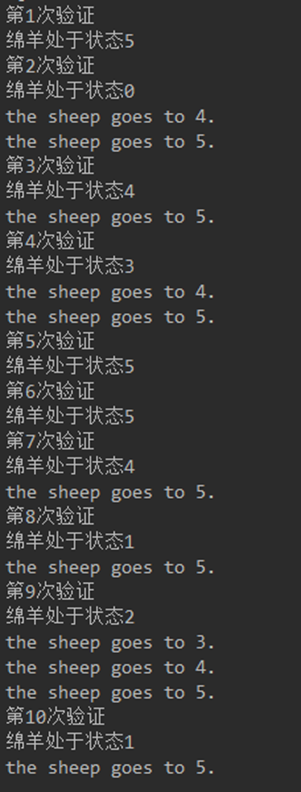 第1次验证
绵羊处于状态5
第2次验证
绵羊处于状态0
the sheep goes to 4.
the sheep goes to 5.
第3次验证
绵羊处于状态4
the sheep goes to 5.
第4次验证
绵羊处于状态3
the sheep goes to 4.
the sheep goes to 5.
第5次验证
绵羊处于状态5
第6次验证
绵羊处于状态5
第7次验证
绵羊处于状态4
the sheep goes to 5.
第8次验证
绵羊处于状态1
the sheep goes to 5.
第9次验证
绵羊处于状态2
the sheep goes to 3.
the sheep goes to 4.
the sheep goes to 5.
第10次验证
绵羊处于状态1
the sheep goes to 5.